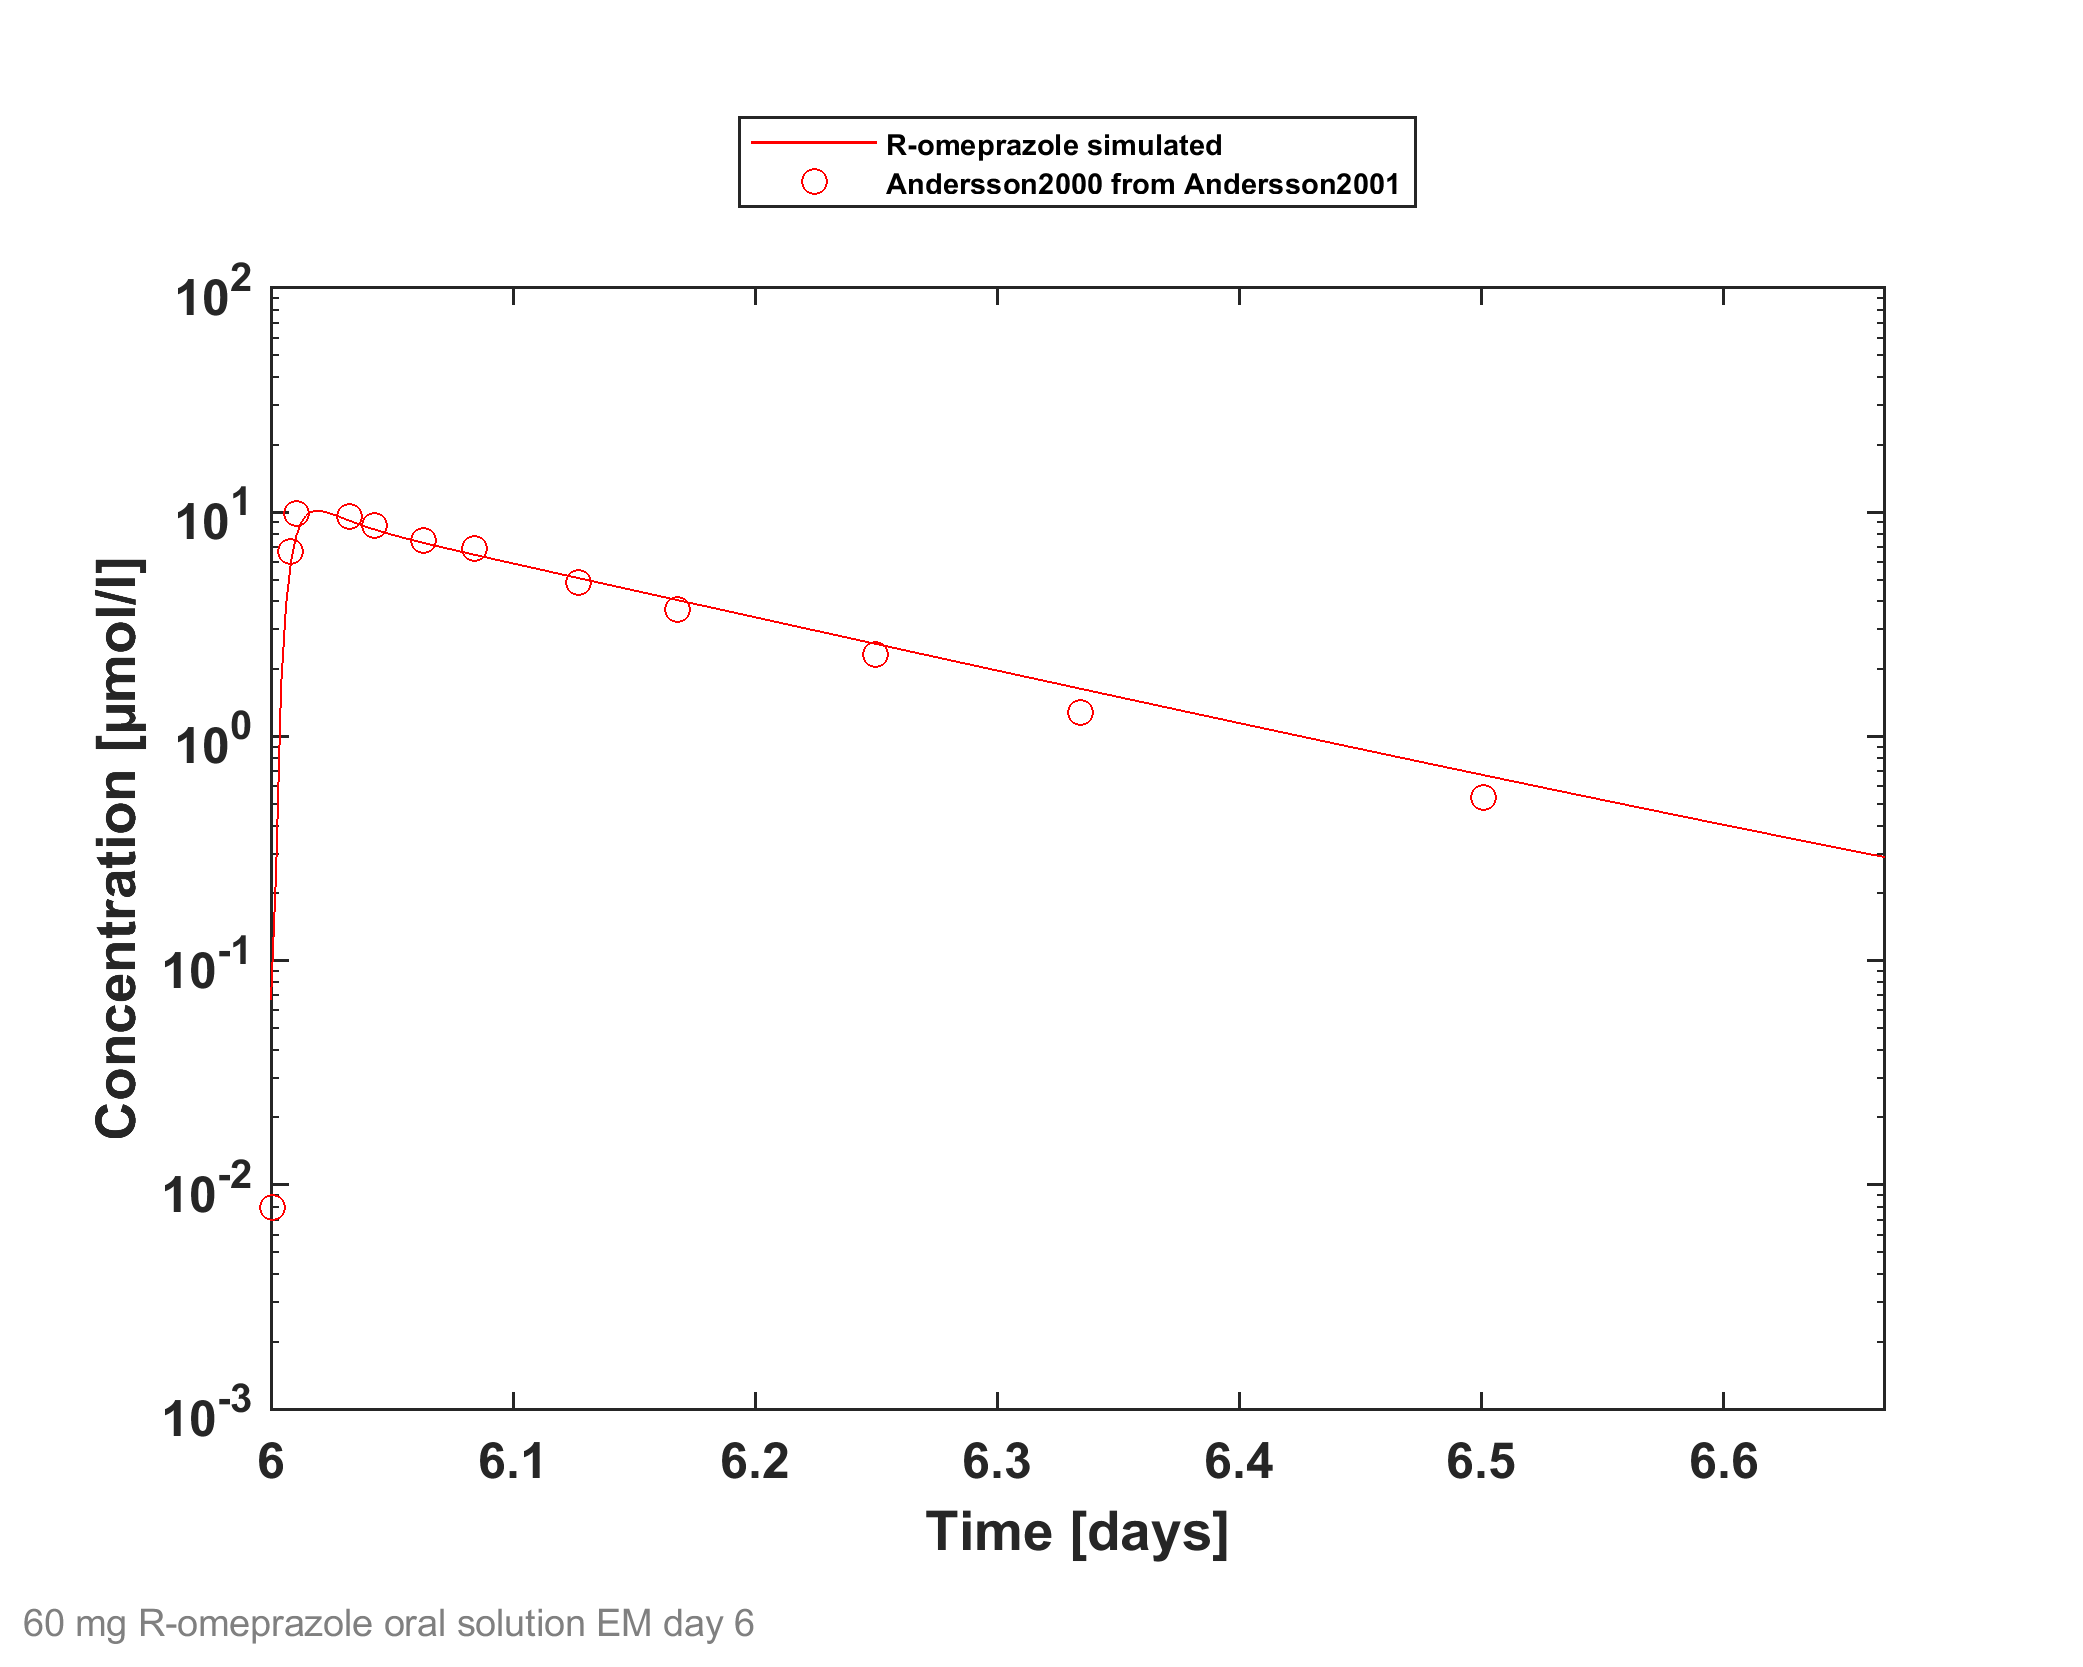 R-omeprazole simulated
Andersson2000 from Andersson2001
10^2
10^1
10^0
10^-1
10^-2
10^-3
Concentration [µmol/l]
6 6.1 6.2 6.3 6.4 6.5 6.6
Time [days]
60 mg R-omeprazole oral solution EM day 6